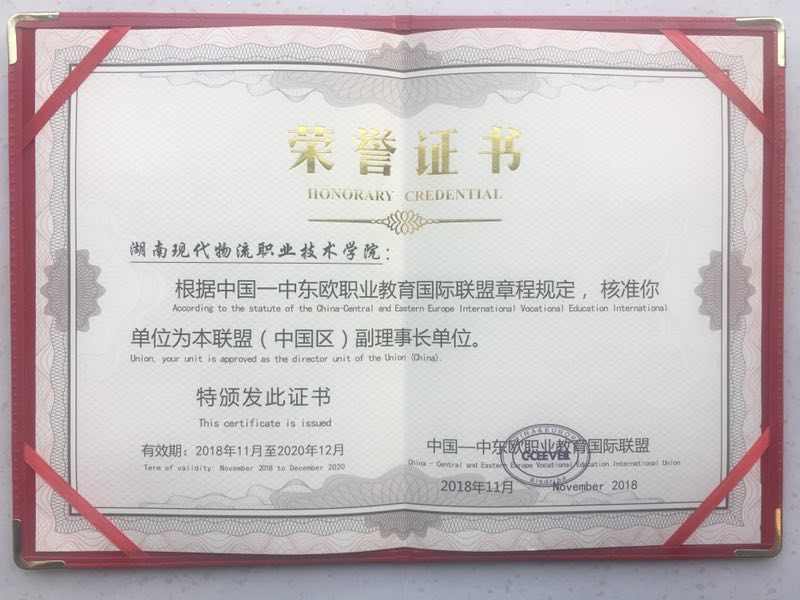 荣誉证书
HONORARY CREDENTIAL
湖南现代物流职业技术学院：
根据中国一中东欧职业教育国际联盟章程规定，核准你
According to the statute of the China-Central and Eastern Europe International Vocational Education International
单位为本联盟（中国区）副理事长单位。
Union, your unit is approved as the director unit of the Union (China).
特颁发此证书
This certificate is issued
有效期：2018年11月至2020年12月
Term of validity: November 2018 to December 2020
中国一中东欧职业教育国际联盟
China - Central and Eastern Europe Vocational Education International Union
2018年11月 November 2018